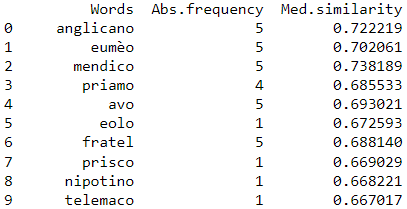 Words Abs.frequency Med.similarity
0 anglicano 5 0.722219
1 eumèo 5 0.702061
2 mendico 5 0.738189
3 priamo 4 0.685533
4 avo 5 0.693021
5 eolo 1 0.672593
6 fratel 5 0.688140
7 prisco 1 0.669029
8 nipotino 1 0.668221
9 telemaco 1 0.667017